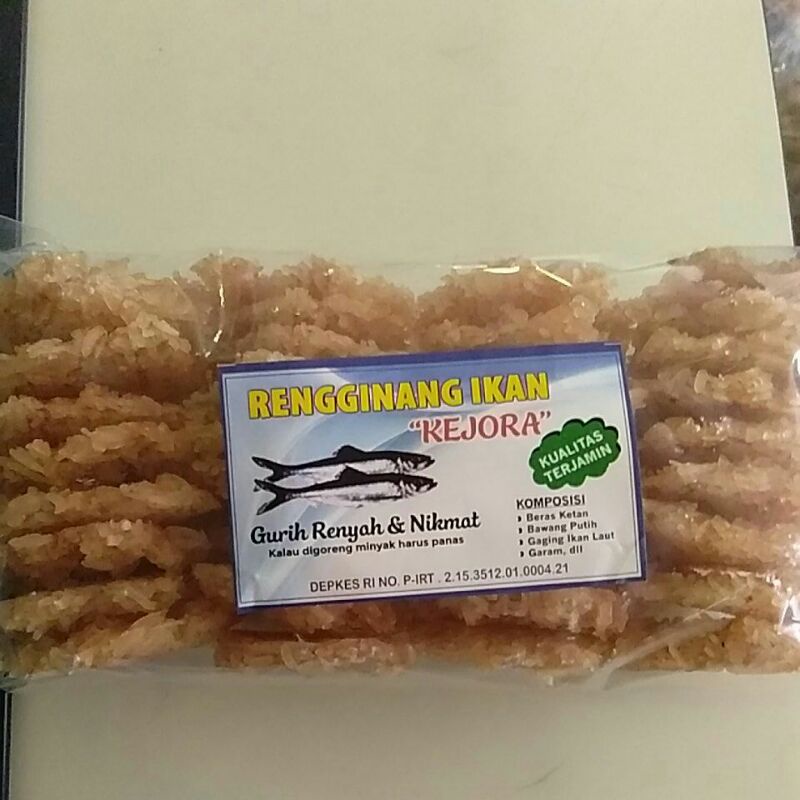 RENGGINANG IKAN
"KEJORA"
KUALITAS
TERJAMIN
Gurih Renyah & Nikmat
Kalau digoreng minyak harus panas
KOMPOSISI
Beras Ketan
Bawang Putih
Gaging Ikan Laut
Garam, dll
DEPKES RI NO. P-IRT . 2.15.3512.01.0004.21